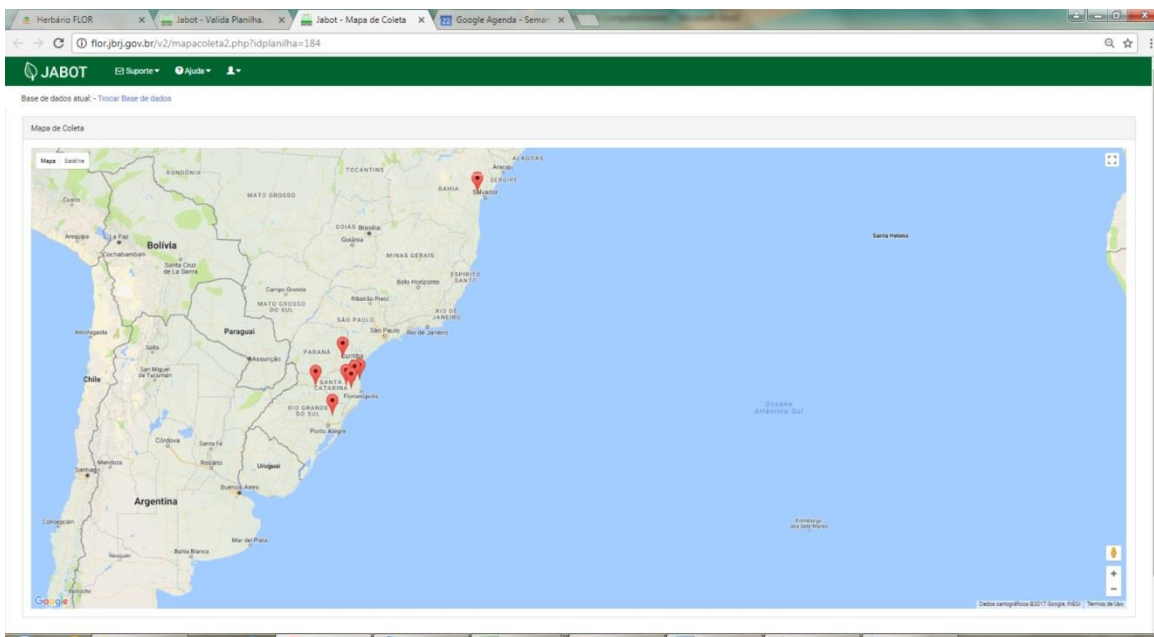 Herbário FLOR
Jabot - Valida Planilha.
Jabot - Mapa de Coleta
22 Google Agenda - Seman
flor.jbrj.gov.br/v2/mapacoleta2.php?idplanilha=184
JABOT
Suporte
Ajuda
Base de dados atual: - Trocar Base de dados
Mapa de Coleta
Mapa Satélite
ALAGOAS
Aracaju
SERGIPE
RONDÔNIA
TOCANTINS
BAHIA
Salvador
MATO GROSSO
Cusco
GOIÁS Brasília
Goiânia
Santa Helena
Arequipa
La Paz
Bolívia
Cochabamba
MINAS GERAIS
Santa Cruz
de La Sierra
ESPÍRITO
SANTO
Belo Horizonte
Campo Grande
Ribeirão Preto
MATO GROSSO
DO SUL
RIO DE
JANEIRO
SÃO PAULO
São Paulo
Rio de Janeiro
Antofagasta
Paraguai
Salta
Assunção
PARANÁ
Curitiba
San Miguel
de Tucumán
Chile
SANTA
CATARINA
Florianópolis
RIO GRANDE
DO SUL
Oceano
Atlântico Sul
Porto Alegre
Córdova
Santa Fé
Mendoza
Rosário
Uruguai
Santiago
Buenos Aires
Argentina
Concepción
Edimburgo
dos Sete Mares
Mar del Plata
Bahía Blanca
Neuquén
Google
Dados cartográficos ©2017 Google, INEGI
Termos de Uso